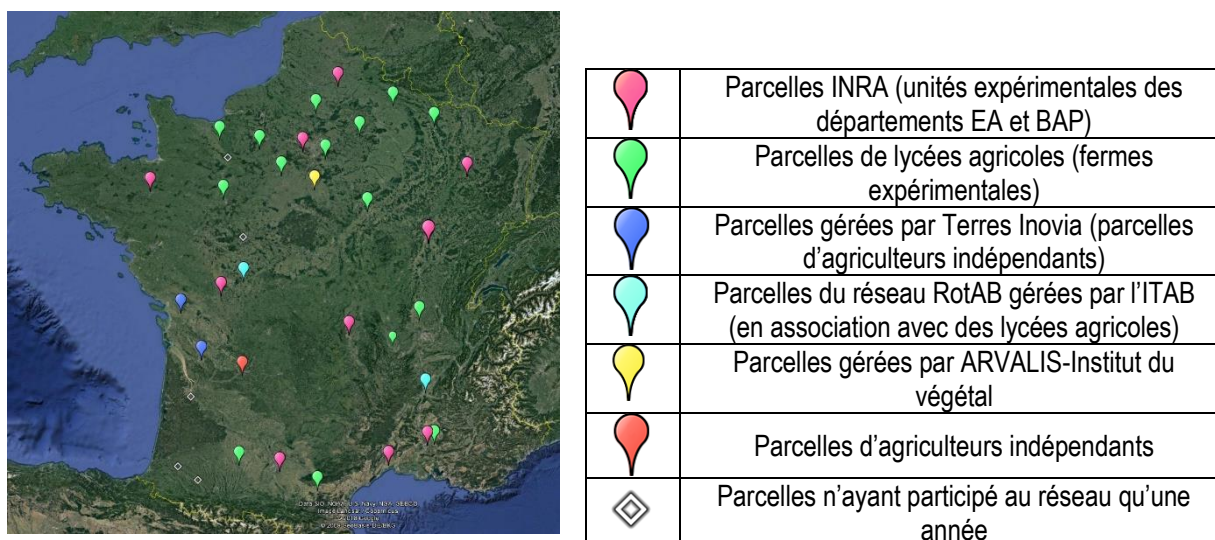 Parcelles INRA (unités expérimentales des
départements EA et BAP)
Parcelles de lycées agricoles (fermes
expérimentales)
Parcelles gérées par Terres Inovia (parcelles
d'agriculteurs indépendants)
Parcelles du réseau RotAB gérées par l'ITAB
(en association avec des lycées agricoles)
Parcelles gérées par ARVALIS-Institut du
végétal
Parcelles d'agriculteurs indépendants
Parcelles n'ayant participé au réseau qu'une
année